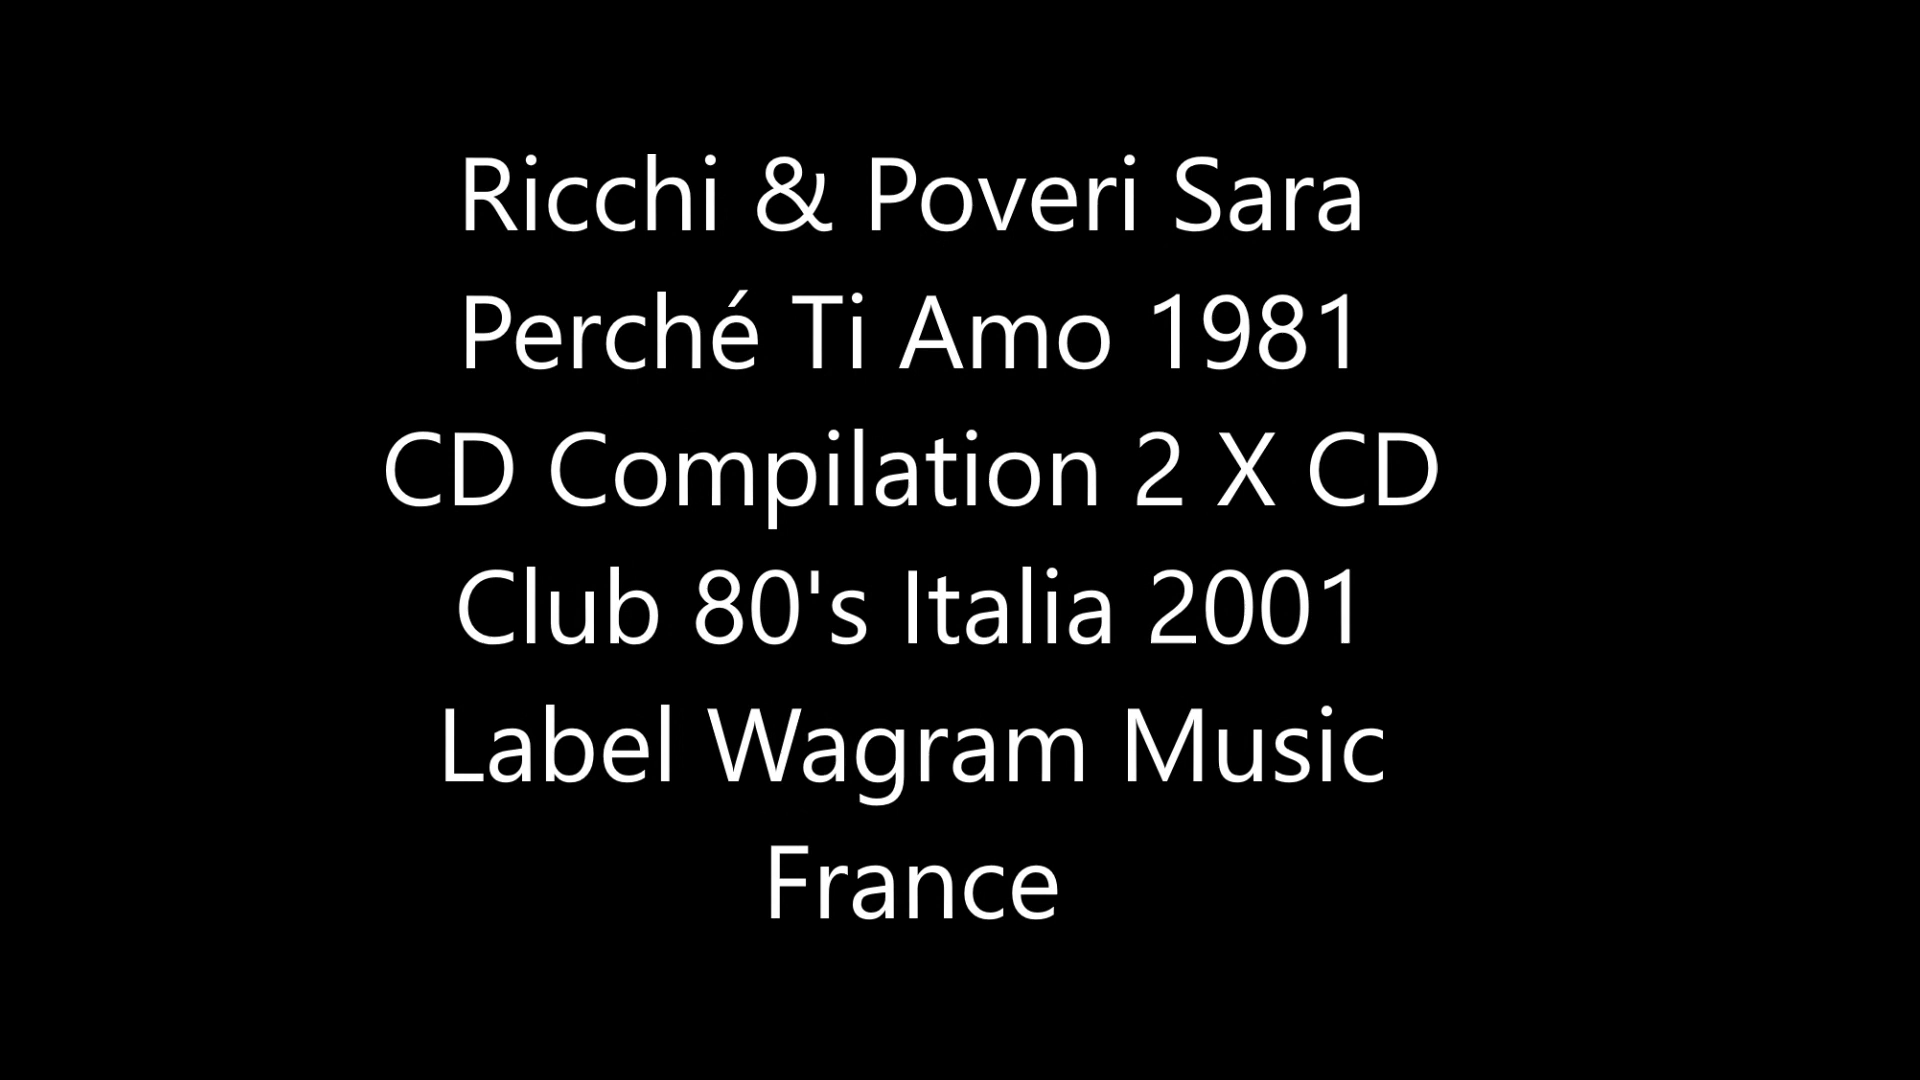 Ricchi & Poveri Sara
Perché Ti Amo 1981
CD Compilation 2 X CD
Club 80's Italia 2001
Label Wagram Music
France